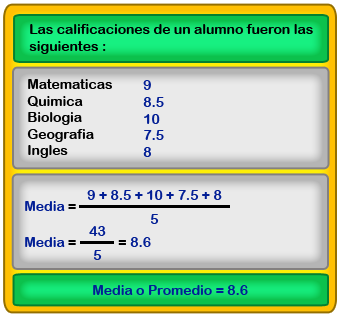 Las calificaciones de un alumno fueron las
siguientes :
Matematicas 9
Quimica 8.5
Biologia 10
Geografia 7.5
Ingles 8
Media = 9 + 8.5 + 10 + 7.5 + 8
5
Media = 43
5
= 8.6
Media o Promedio = 8.6